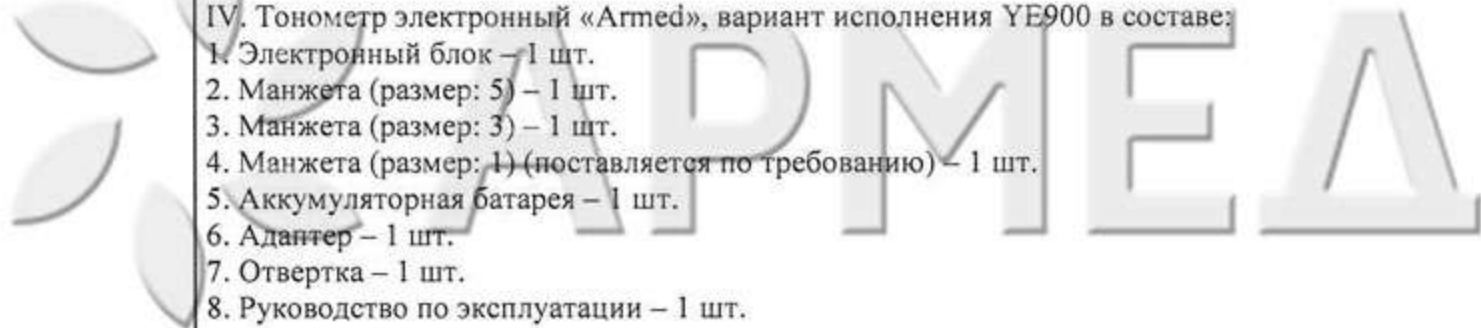 IV. Тонометр электронный «Armed», вариант исполнения YE900 в составе:
1. Электронный блок – 1 шт.
2. Манжета (размер: 5) – 1 шт.
3. Манжета (размер: 3) – 1 шт.
4. Манжета (размер: 1) (поставляется по требованию) – 1 шт.
5. Аккумуляторная батарея – 1 шт.
6. Адаптер – 1 шт.
7. Отвертка – 1 шт.
8. Руководство по эксплуатации – 1 шт.
АРМЕД